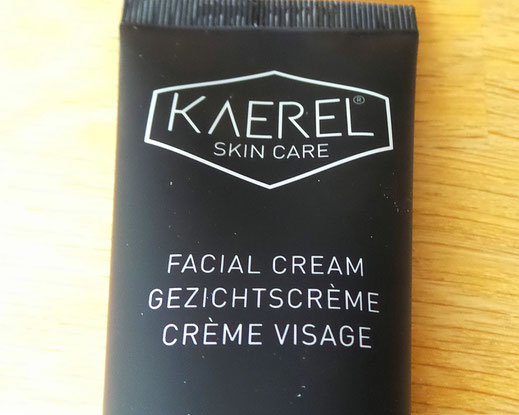 KAEREL®
SKIN CARE
FACIAL CREAM
GEZICHTSCRÈME
CRÈME VISAGE